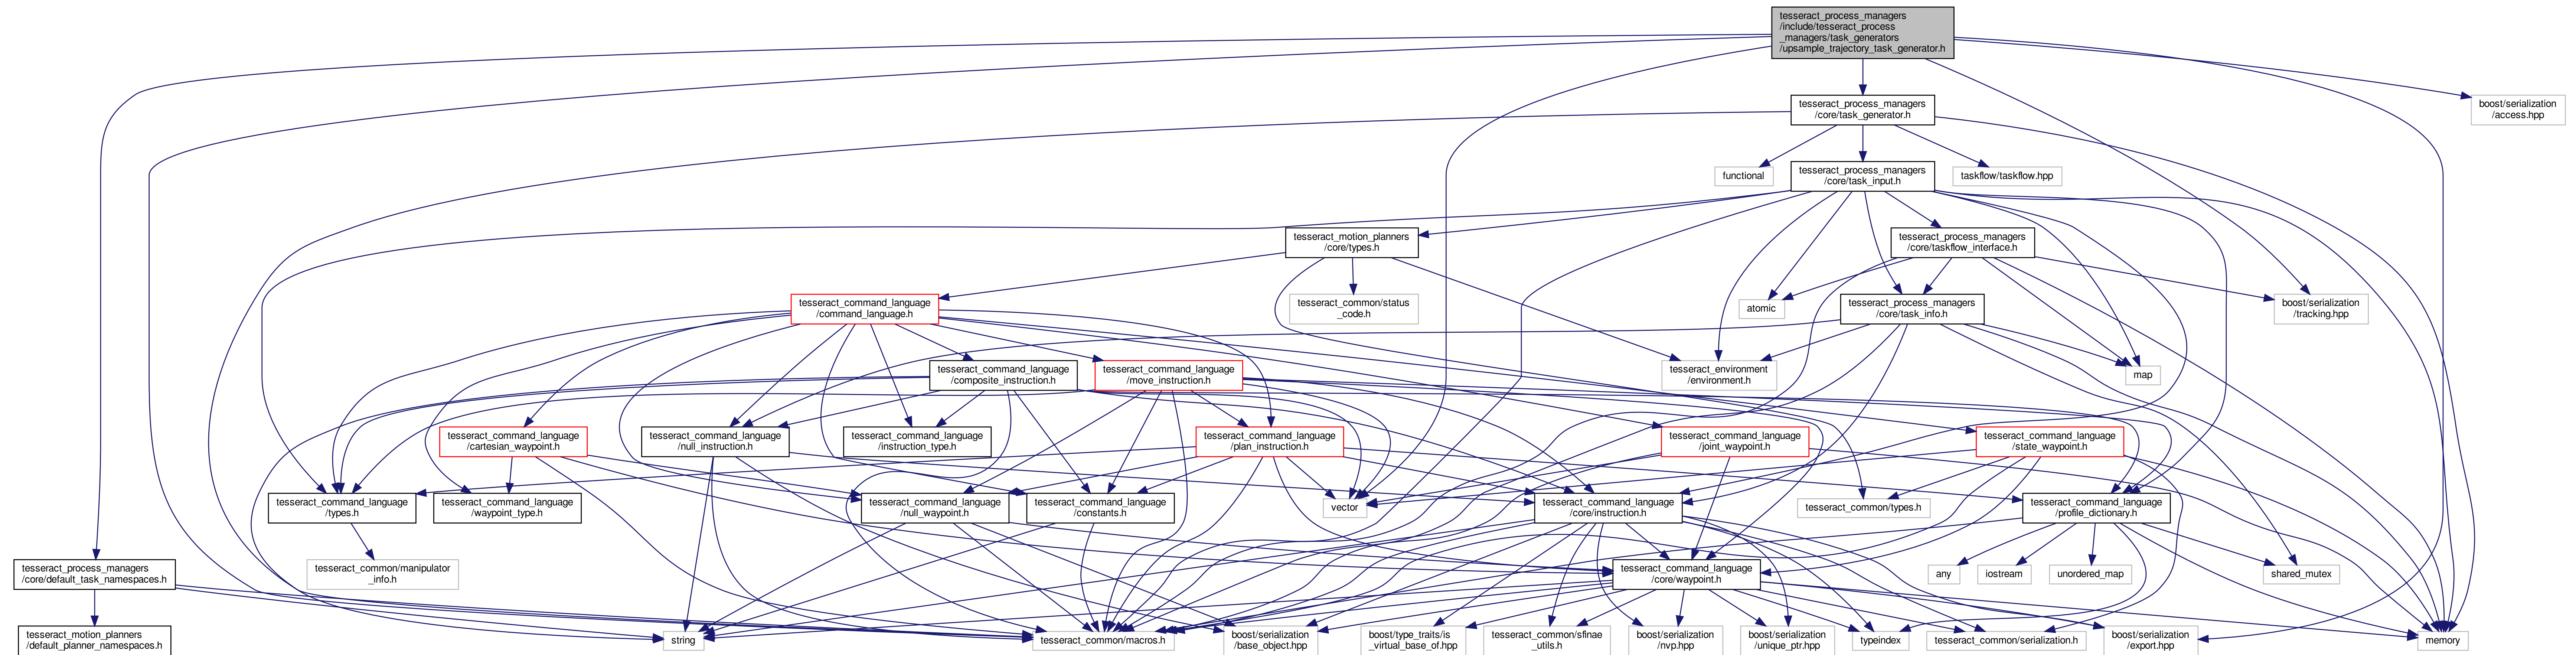 tesseract_process_managers
/include/tesseract_process
_managers/task_generators
/upsample_trajectory_task_generator.h
tesseract_process_managers
/core/task_generator.h
boost/serialization
/access.hpp
functional
tesseract_process_managers
/core/task_input.h
taskflow/taskflow.hpp
tesseract_motion_planners
/core/types.h
tesseract_process_managers
/core/taskflow_interface.h
tesseract_command_language
/command_language.h
tesseract_common/status
_code.h
atomic
tesseract_process_managers
/core/task_info.h
boost/serialization
/tracking.hpp
tesseract_command_language
/composite_instruction.h
tesseract_command_language
/move_instruction.h
tesseract_environment
/environment.h
map
tesseract_command_language
/cartesian_waypoint.h
tesseract_command_language
/null_instruction.h
tesseract_command_language
/instruction_type.h
tesseract_command_language
/plan_instruction.h
tesseract_command_language
/joint_waypoint.h
tesseract_command_language
/state_waypoint.h
tesseract_command_language
/types.h
tesseract_command_language
/waypoint_type.h
tesseract_command_language
/null_waypoint.h
tesseract_command_language
/constants.h
vector
tesseract_command_language
/core/instruction.h
tesseract_common/types.h
tesseract_command_language
/profile_dictionary.h
tesseract_process_managers
/core/default_task_namespaces.h
tesseract_common/manipulator
_info.h
tesseract_command_language
/core/waypoint.h
any
iostream
unordered_map
shared_mutex
tesseract_motion_planners
/default_planner_namespaces.h
string
tesseract_common/macros.h
boost/serialization
/base_object.hpp
boost/type_traits/is
_virtual_base_of.hpp
tesseract_common/sfinae
_utils.h
boost/serialization
/nvp.hpp
boost/serialization
/unique_ptr.hpp
typeindex
tesseract_common/serialization.h
boost/serialization
/export.hpp
memory